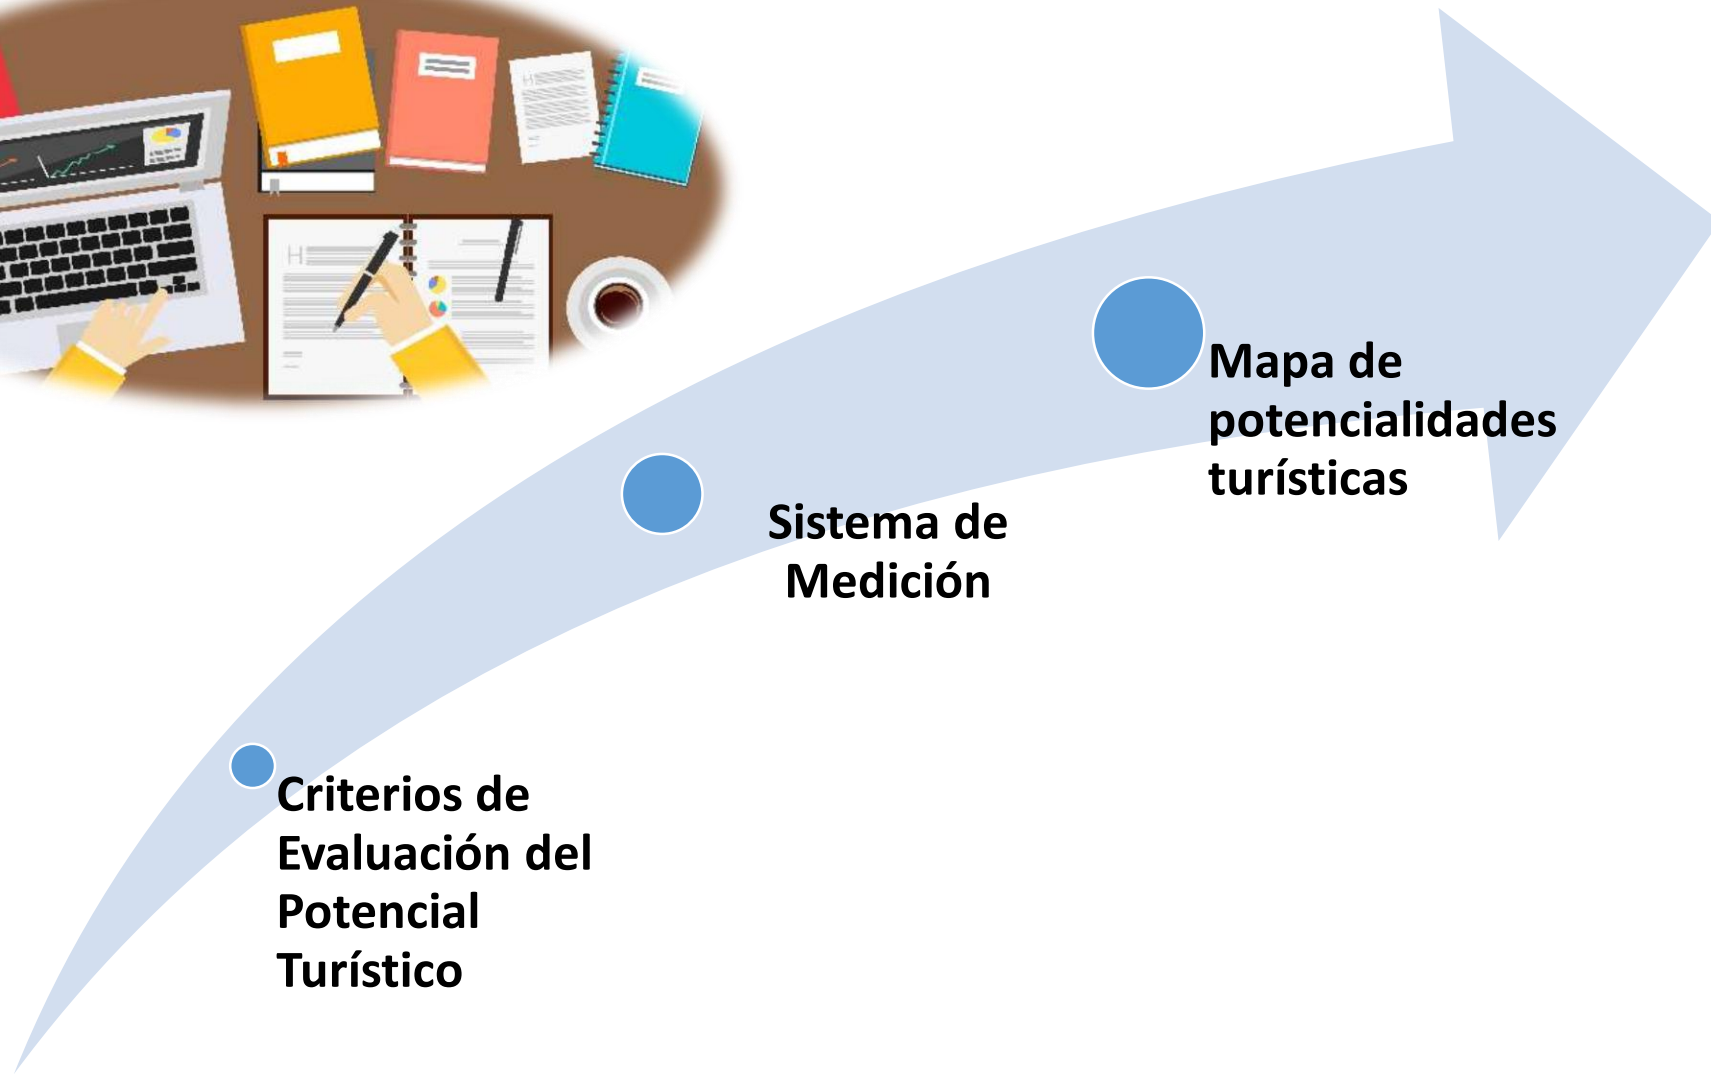 Criterios de
Evaluación del
Potencial
Turístico
Sistema de
Medición
Mapa de
potencialidades
turísticas